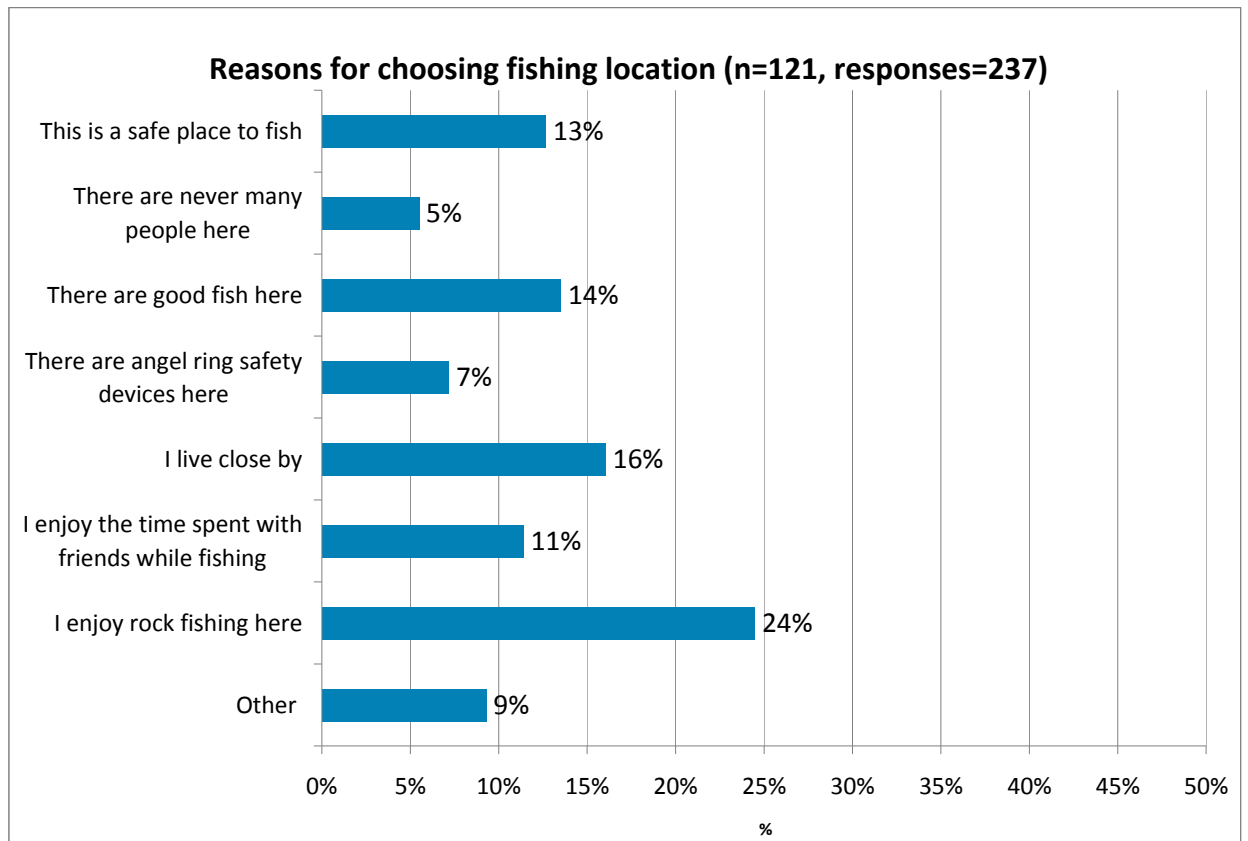 Reasons for choosing fishing location (n=121, responses=237)
This is a safe place to fish
13%
There are never many
people here
5%
There are good fish here
14%
There are angel ring safety
devices here
7%
I live close by
16%
I enjoy the time spent with
friends while fishing
11%
I enjoy rock fishing here
24%
Other
9%
0% 5% 10% 15% 20% 25% 30% 35% 40% 45% 50%
%